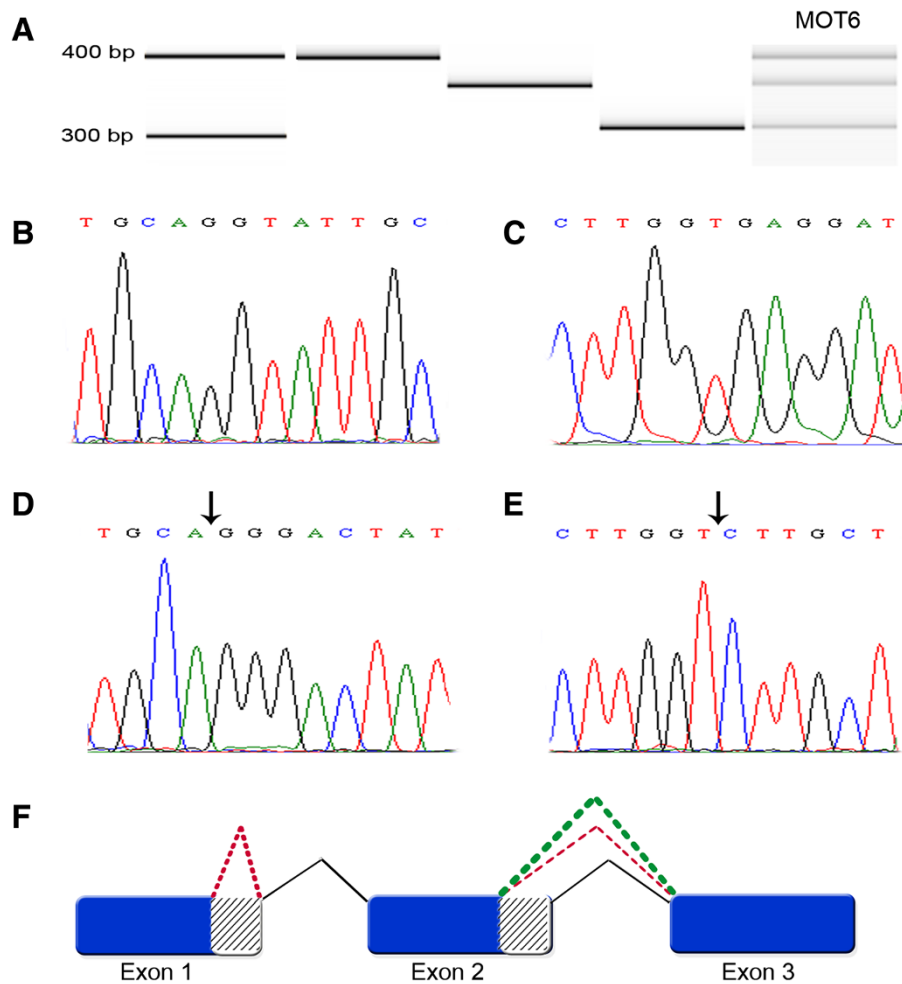 A
MOT6
400 bp
300 bp
B
T G C A G G T A T T G C
C
C T T G G T G A G G A T
D
T G C A G G G A C T A T
E
C T T G G T C T T G C T
F
Exon 1
Exon 2
Exon 3